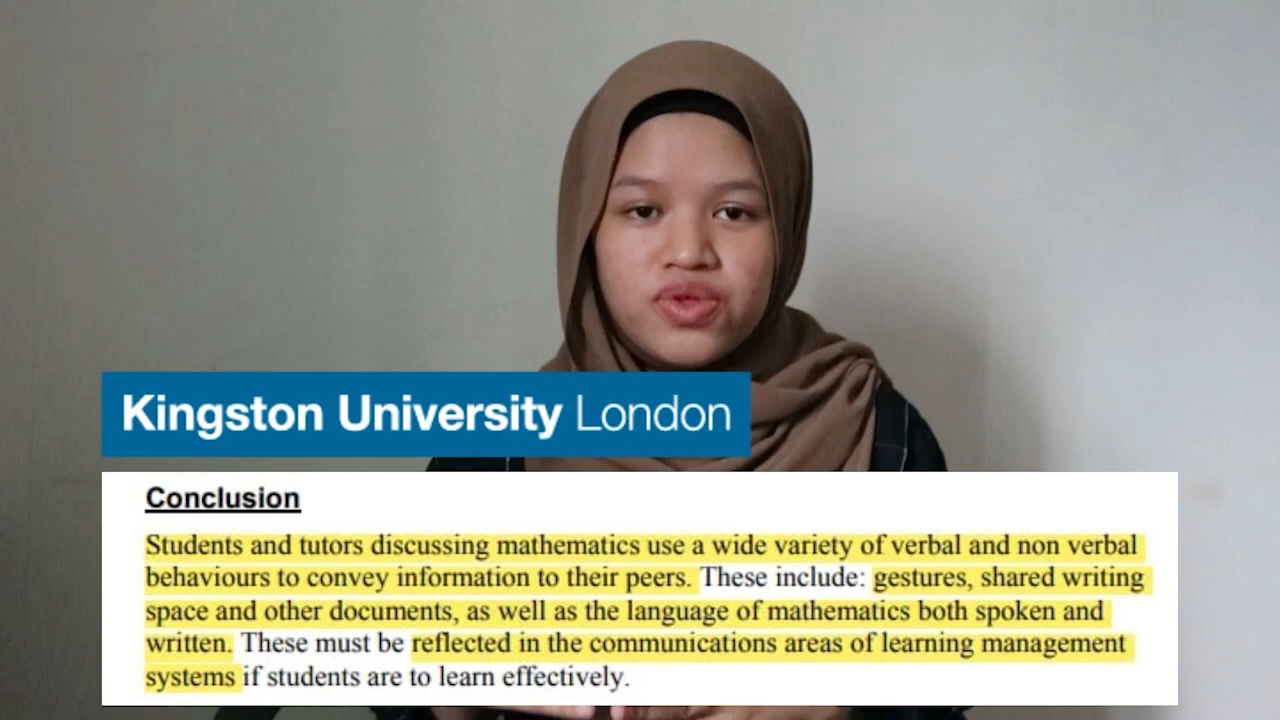 Kingston University London
Conclusion
Students and tutors discussing mathematics use a wide variety of verbal and non verbal
behaviours to convey information to their peers. These include: gestures, shared writing
space and other documents, as well as the language of mathematics both spoken and
written. These must be reflected in the communications areas of learning management
systems if students are to learn effectively.